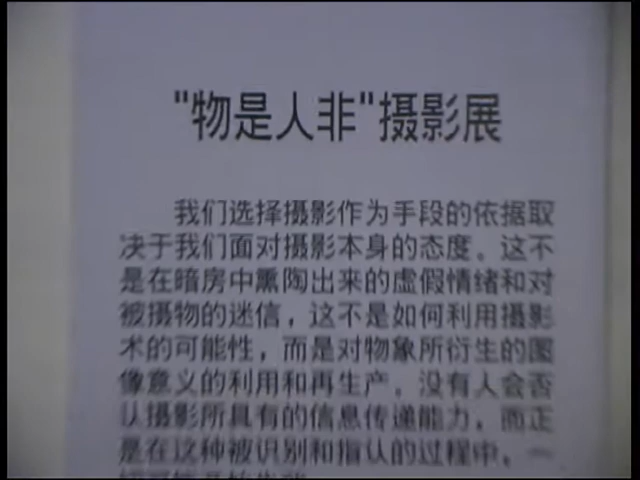 "物是人非"摄影展
我们选择摄影作为手段的依据取
决于我们面对摄影本身的态度。这不
是在暗房中熏陶出来的虚假情绪和对
被摄物的迷信，这不是如何利用摄影
术的可能性，而是对物象所衍生的图
像意义的利用和再生产。没有人会否
认摄影所具有的信息传递能力，而正
是在这种被识别和指认的过程中，一